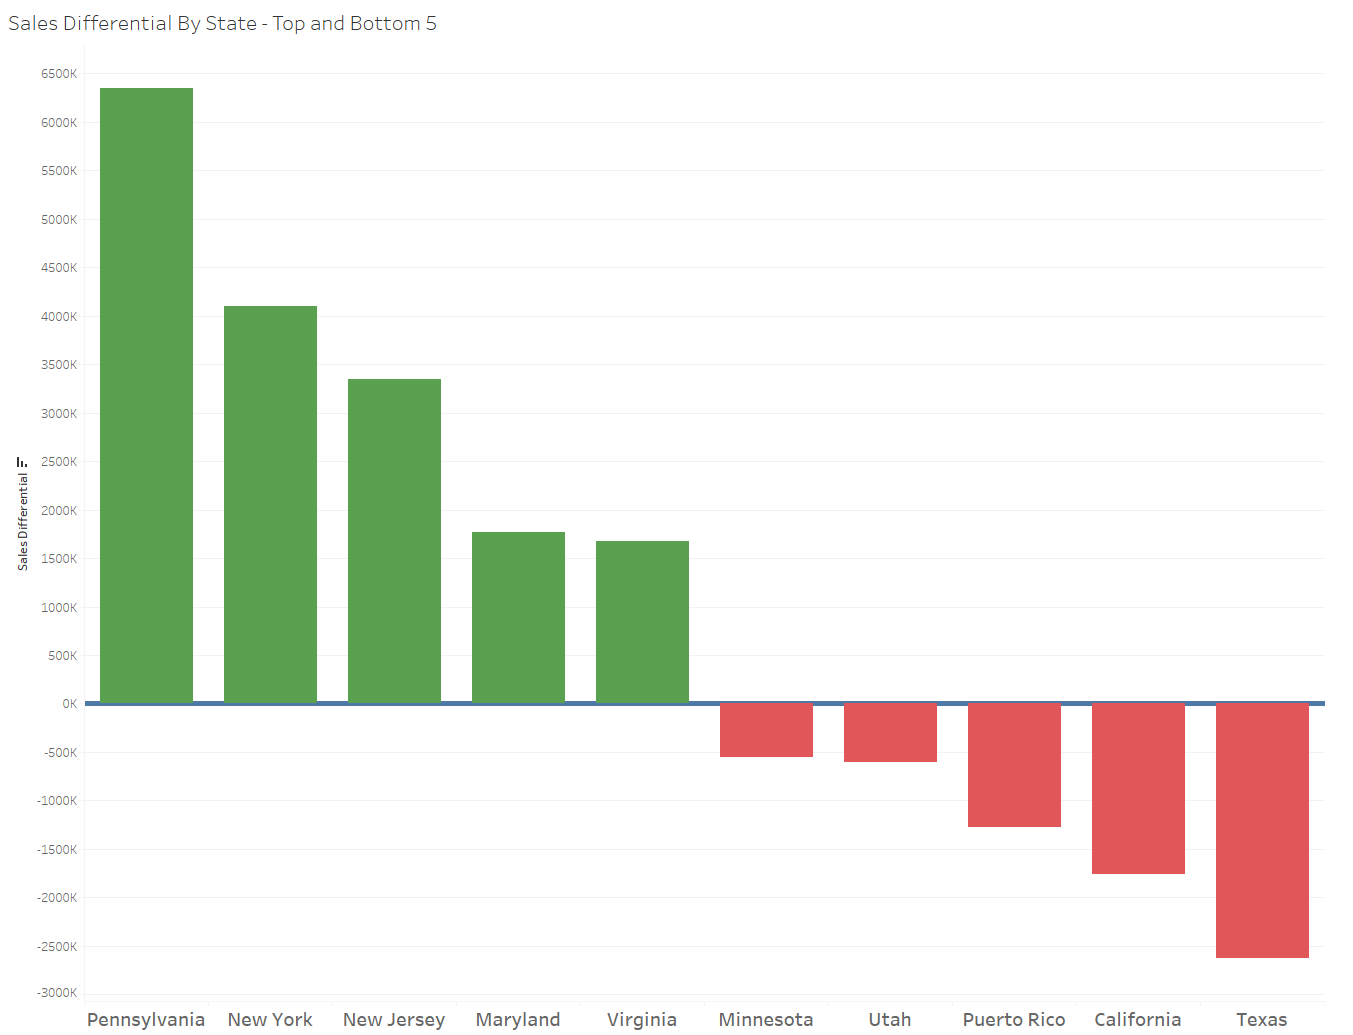 Sales Differential By State - Top and Bottom 5
6500K
6000K
5500K
5000K
4500K
4000K
3500K
3000K
2500K
2000K
1500K
1000K
500K
0K
-500K
-1000K
-1500K
-2000K
-2500K
-3000K
Sales Differential
Pennsylvania New York New Jersey Maryland Virginia Minnesota Utah Puerto Rico California Texas